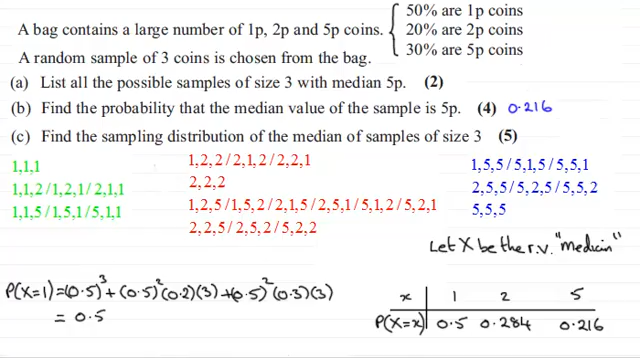 A bag contains a large number of 1p, 2p and 5p coins.
50% are 1p coins
20% are 2p coins
30% are 5p coins
A random sample of 3 coins is chosen from the bag.
(a) List all the possible samples of size 3 with median 5p. (2)
(b) Find the probability that the median value of the sample is 5p. (4) 0.216
(c) Find the sampling distribution of the median of samples of size 3 (5)
1,1,1
1,1,2 / 1,2,1 / 2,1,1
1,1,5 / 1,5,1 / 5,1,1
1,2,2 / 2,1,2 / 2,2,1
2,2,2
1,2,5 / 1,5,2 / 2,1,5 / 2,5,1 / 5,1,2 / 5,2,1
2,2,5 / 2,5,2 / 5,2,2
1,5,5 / 5,1,5 / 5,5,1
2,5,5 / 5,2,5 / 5,5,2
5,5,5
Let X be the r.v. "median"
P(X=1) = (0.5)³ + (0.5)²(0.2)(3) + (0.5)²(0.3)(3)
= 0.5
x 1 2 5
P(X=x) 0.5 0.284 0.216